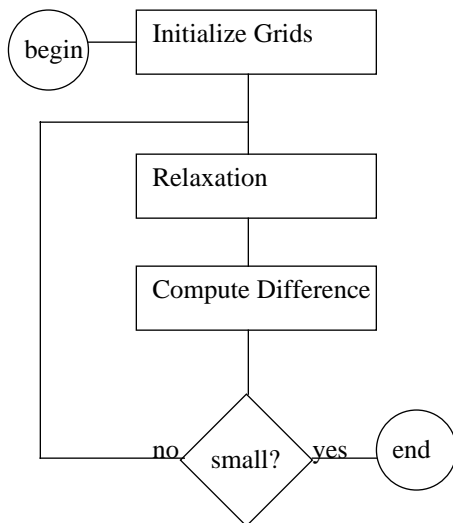 begin
Initialize Grids
Relaxation
Compute Difference
no
small?
yes
end